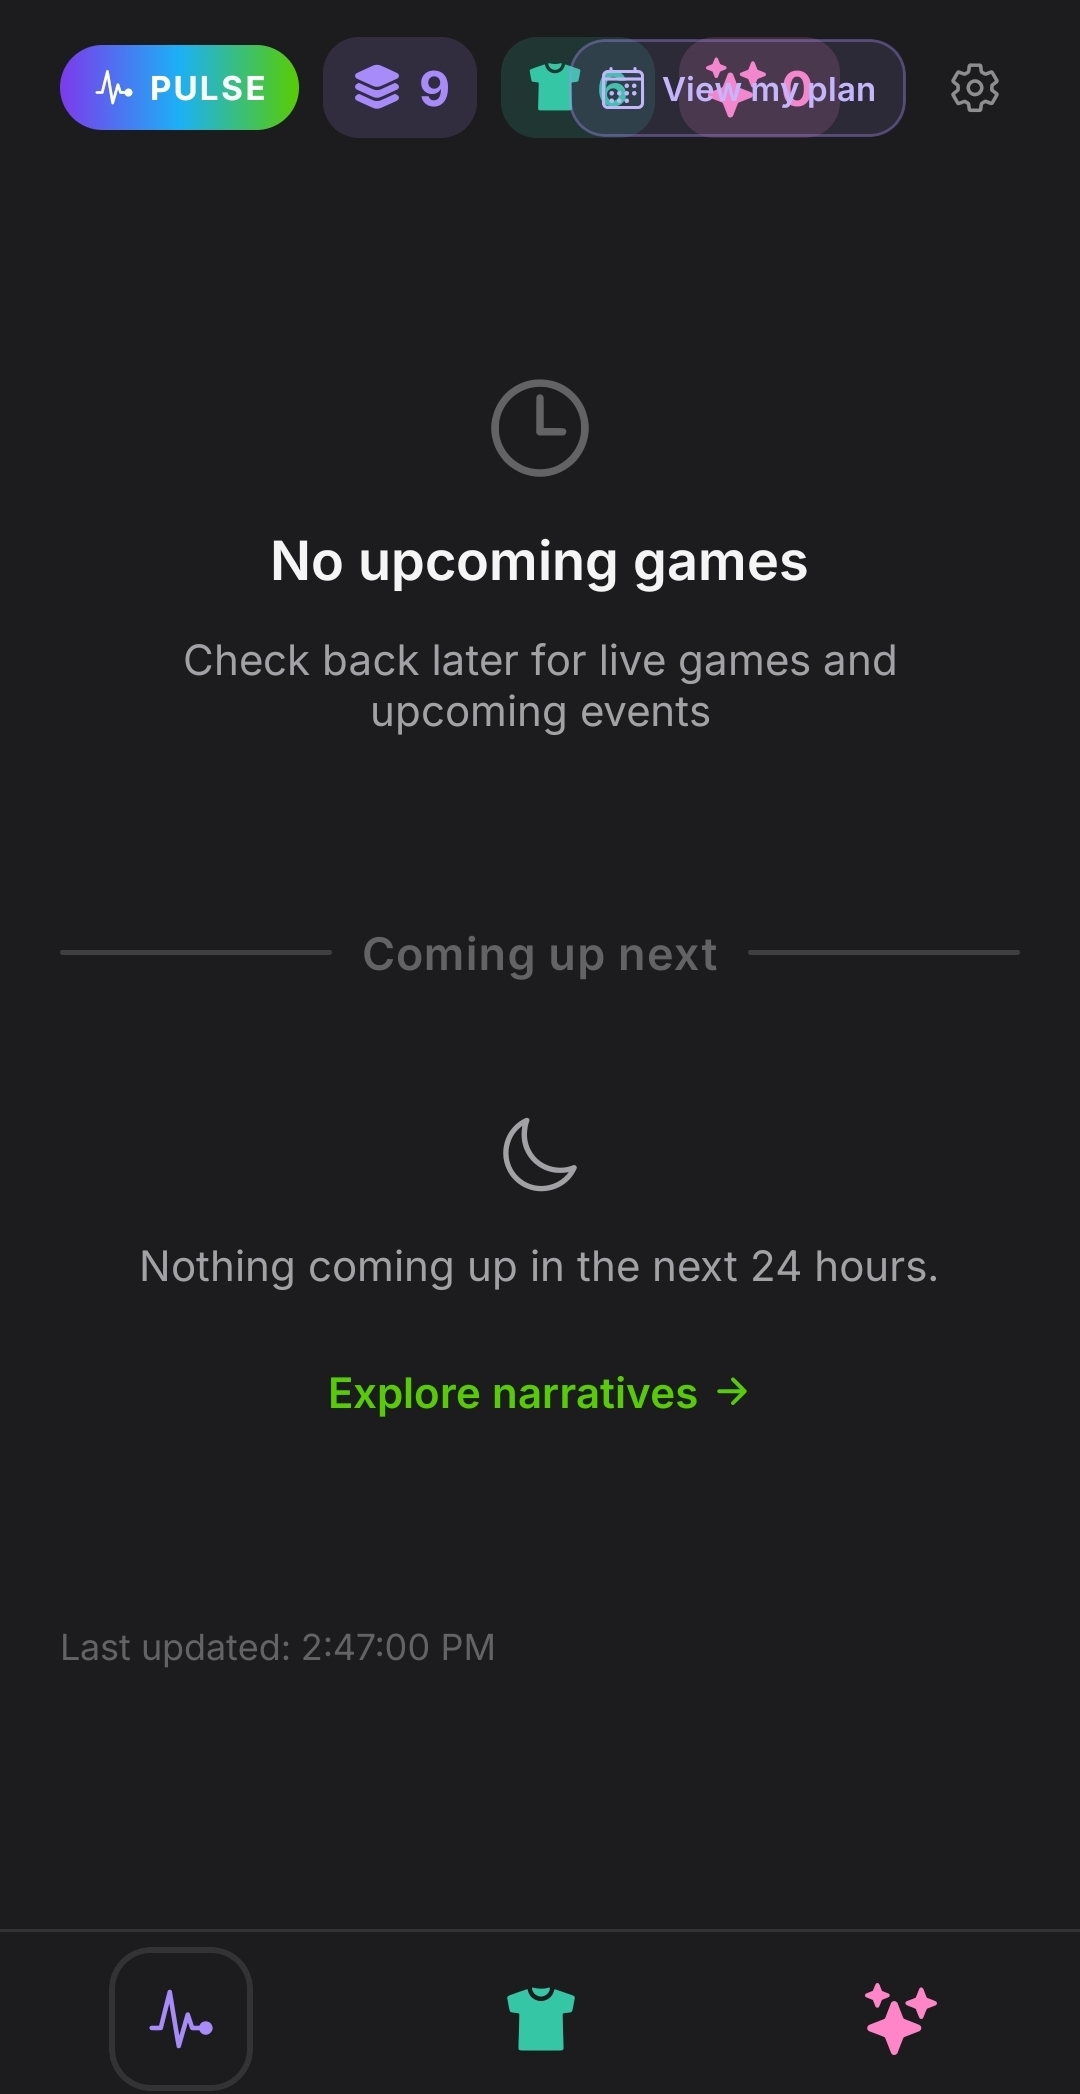 PULSE
9
6
View my plan
0
No upcoming games
Check back later for live games and
upcoming events
Coming up next
Nothing coming up in the next 24 hours.
Explore narratives →
Last updated: 2:47:00 PM